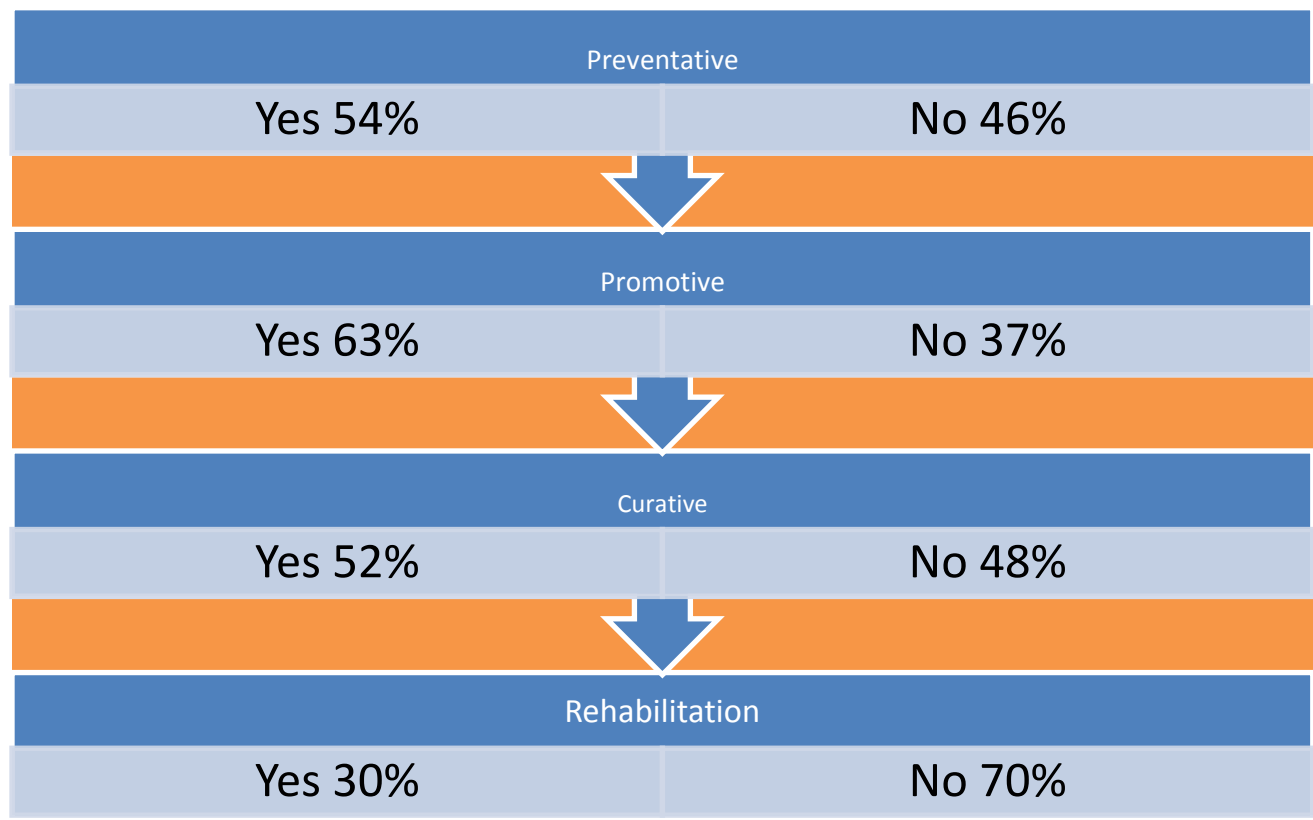 Preventative
Yes 54% No 46%
Promotive
Yes 63% No 37%
Curative
Yes 52% No 48%
Rehabilitation
Yes 30% No 70%